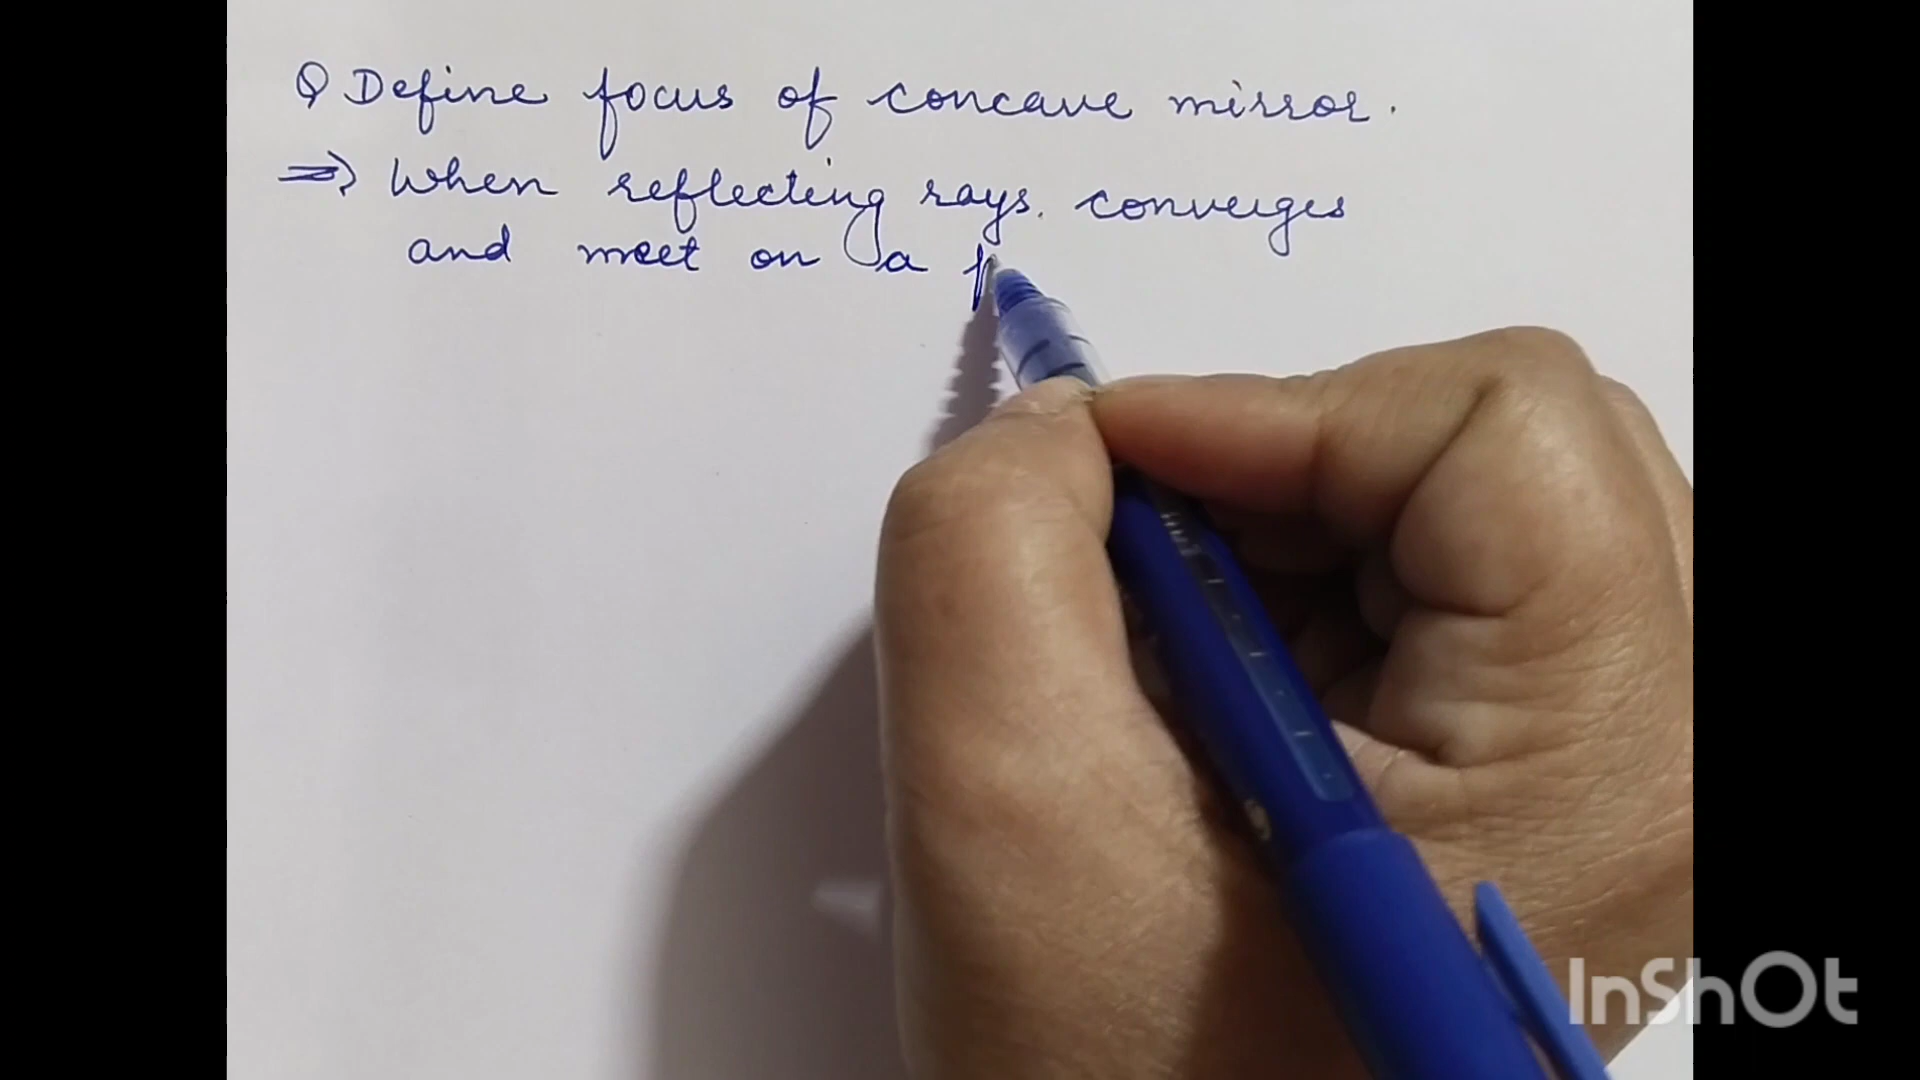 Q Define focus of concave mirror.
⇒ When reflecting rays. converges
and meet on a p
InShOt